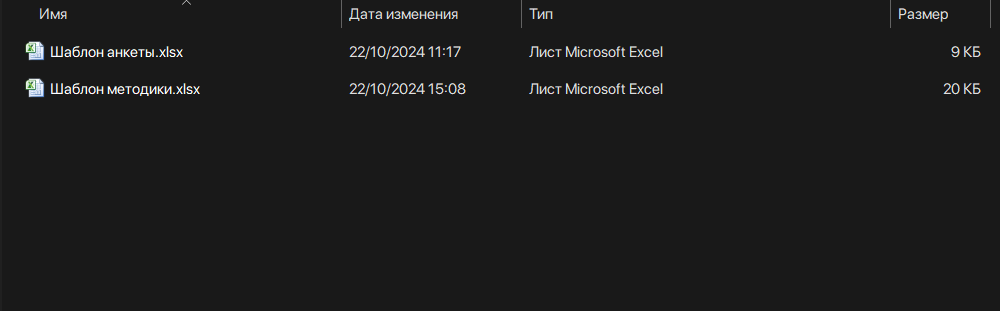 Имя Дата изменения Тип Размер
Шаблон анкеты.xlsx 22/10/2024 11:17 Лист Microsoft Excel 9 КБ
Шаблон методики.xlsx 22/10/2024 15:08 Лист Microsoft Excel 20 КБ